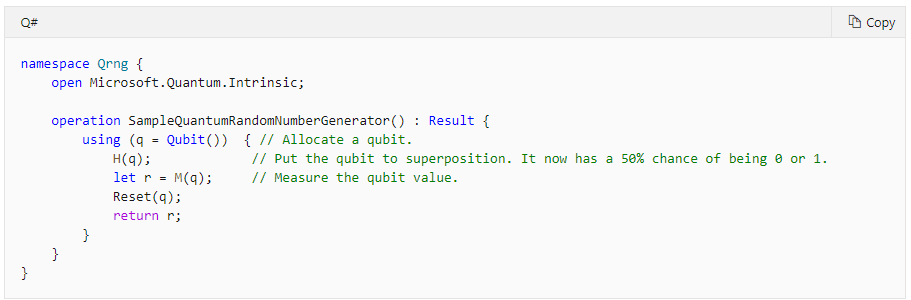 Q#
Copy
namespace Qrng {
    open Microsoft.Quantum.Intrinsic;

    operation SampleQuantumRandomNumberGenerator() : Result {
        using (q = Qubit())  { // Allocate a qubit.
            H(q);             // Put the qubit to superposition. It now has a 50% chance of being 0 or 1.
            let r = M(q);     // Measure the qubit value.
            Reset(q);
            return r;
        }
    }
}